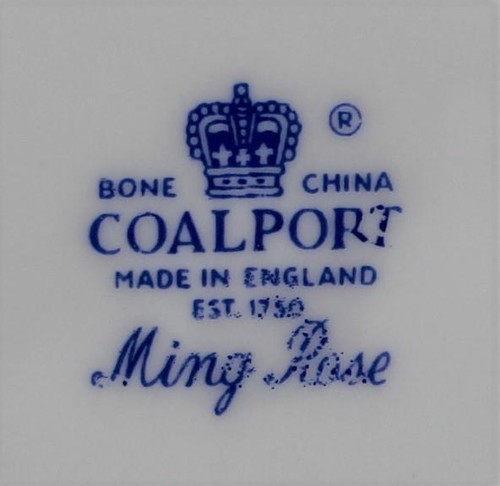 ®
BONE CHINA
COALPORT
MADE IN ENGLAND
EST. 1750
Ming Rose